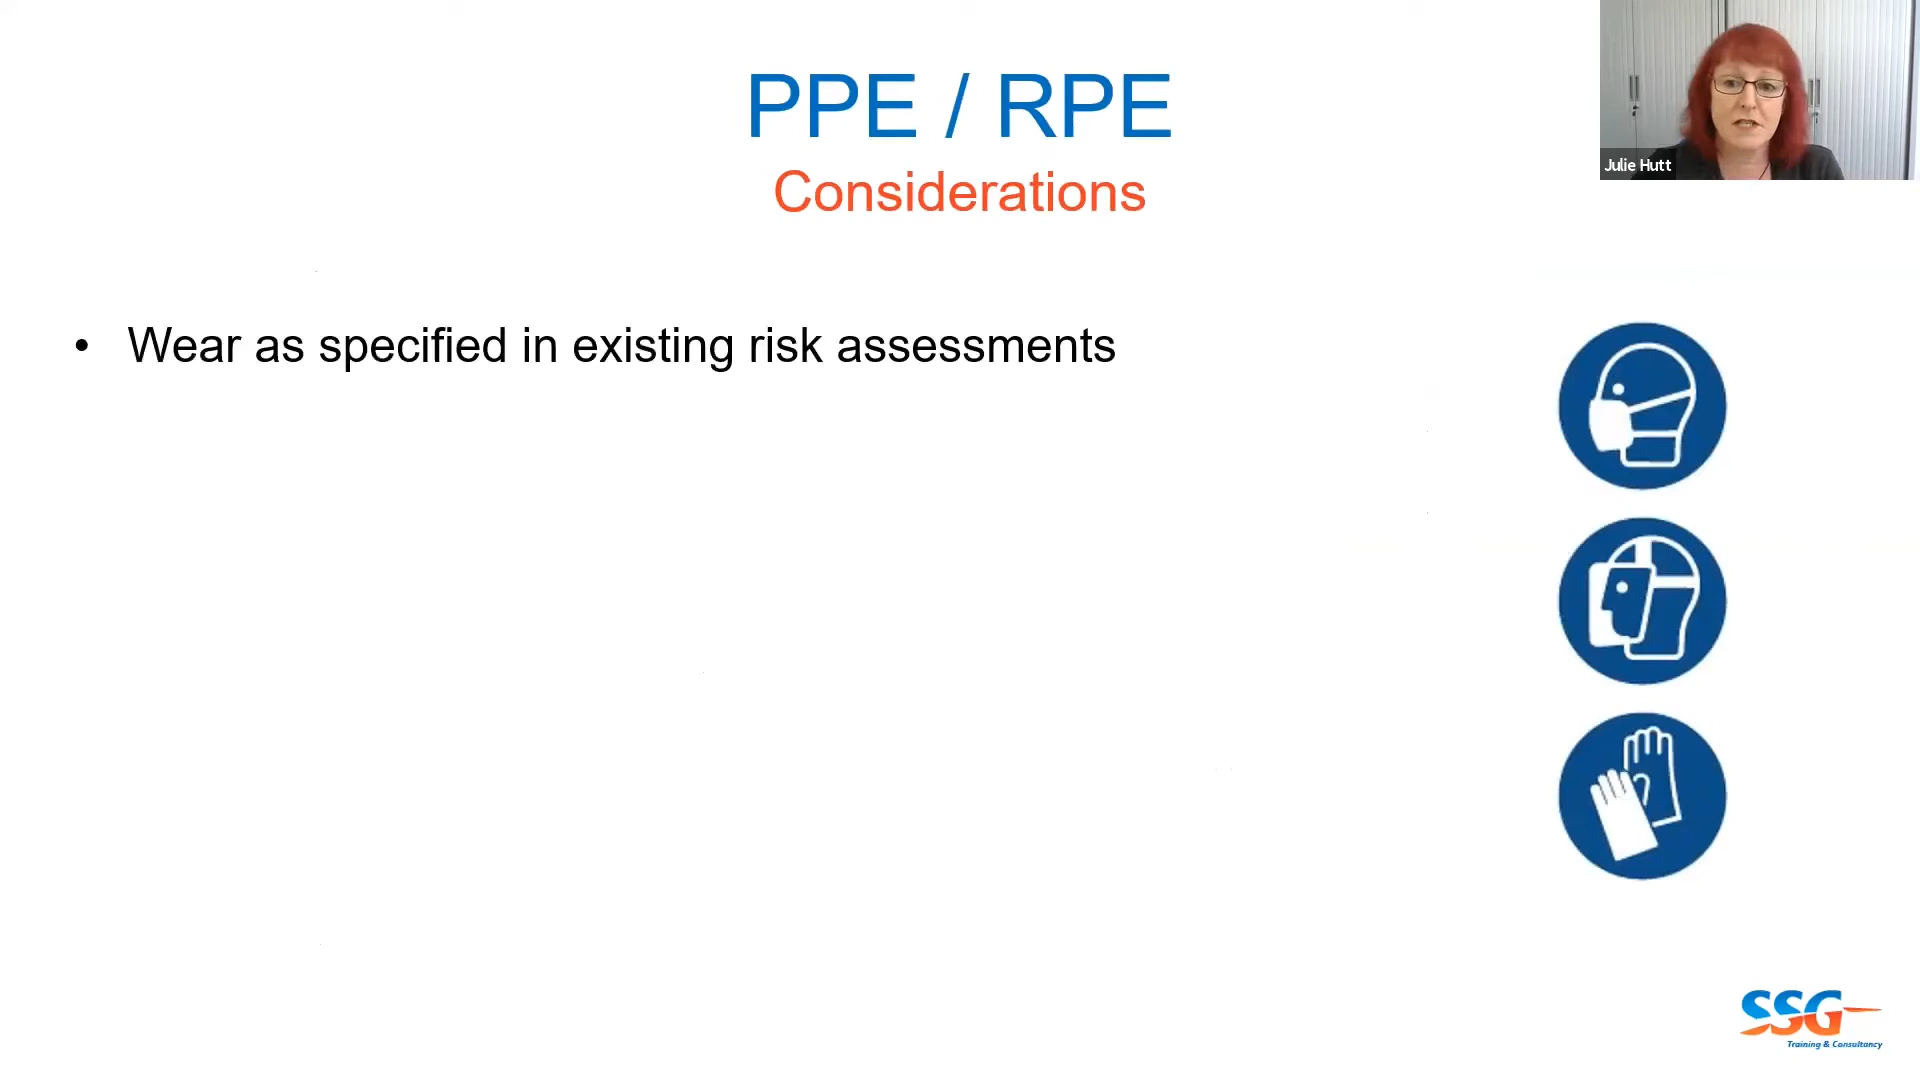 PPE / RPE
Considerations
Julie Hutt
• Wear as specified in existing risk assessments
SSG
Training & Consultancy